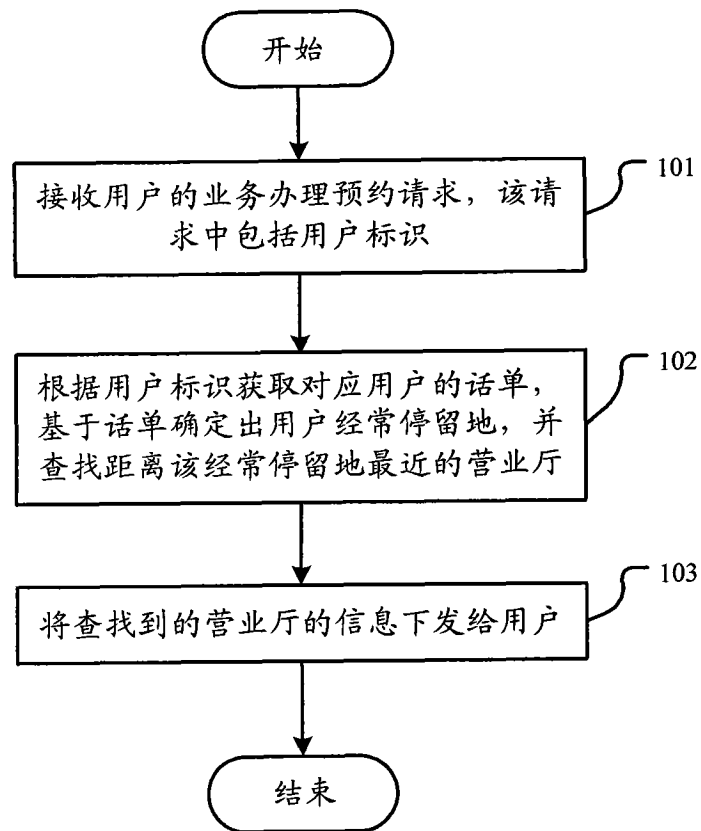 开始
接收用户的业务办理预约请求，该请
求中包括用户标识
101
根据用户标识获取对应用户的话单，
基于话单确定出用户经常停留地，并
查找距离该经常停留地最近的营业厅
102
将查找到的营业厅的信息下发给用户
103
结束